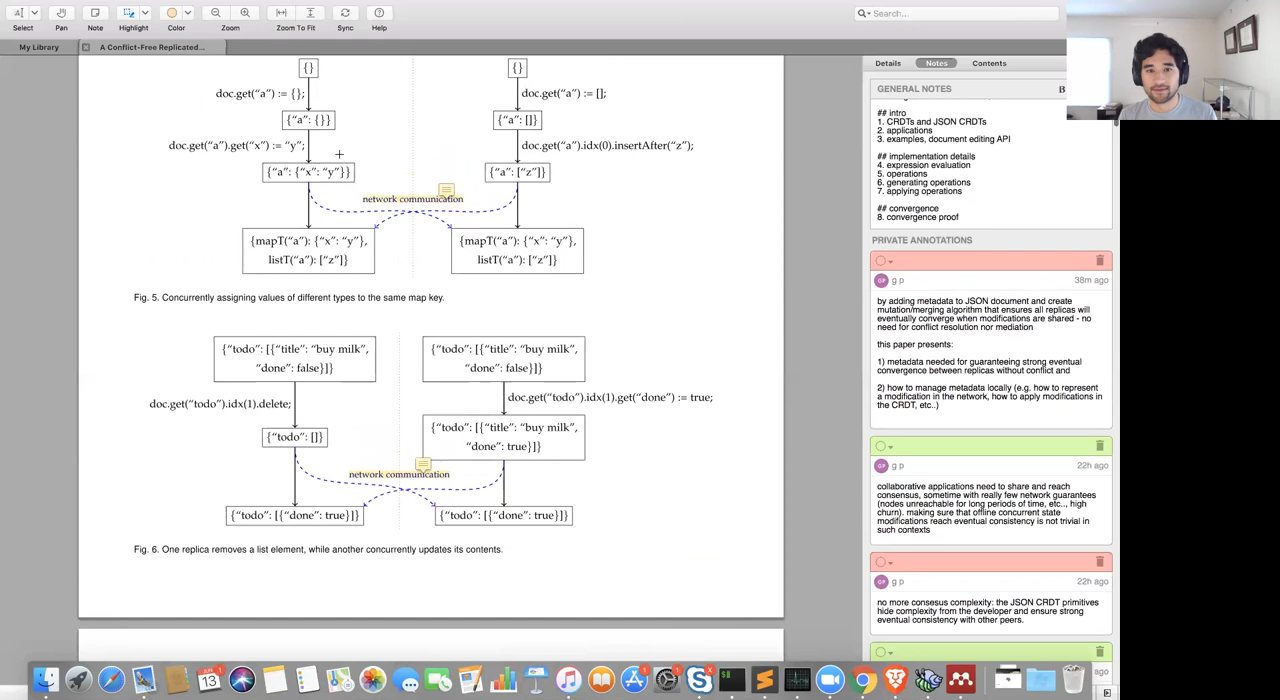 Select
Pan
Note
Highlight
Color
Zoom
Zoom To Fit
Sync
Help
Search...
My Library
A Conflict-Free Replicated...
Details
Notes
Contents
{}
{}
doc.get(“a”) := {};
doc.get(“a”) := [];
{“a”: {}}
{“a”: []}
doc.get(“a”).get(“x”) := “y”;
doc.get(“a”).idx(0).insertAfter(“z”);
{“a”: {“x”: “y”}}
{“a”: [“z”]}
network communication
{mapT(“a”): {“x”: “y”},
listT(“a”): [“z”]}
{mapT(“a”): {“x”: “y”},
listT(“a”): [“z”]}
Fig. 5. Concurrently assigning values of different types to the same map key.
{“todo”: [{“title”: “buy milk”,
“done”: false}]}
{“todo”: [{“title”: “buy milk”,
“done”: false}]}
doc.get(“todo”).idx(1).delete;
doc.get(“todo”).idx(1).get(“done”) := true;
{“todo”: []}
{“todo”: [{“title”: “buy milk”,
“done”: true}]}
network communication
{“todo”: [{“done”: true}]}
{“todo”: [{“done”: true}]}
Fig. 6. One replica removes a list element, while another concurrently updates its contents.
GENERAL NOTES
B
## intro
1. CRDTs and JSON CRDTs
2. applications
3. examples, document editing API
## implementation details
4. expression evaluation
5. operations
6. generating operations
7. applying operations
## convergence
8. convergence proof
PRIVATE ANNOTATIONS
GP g p
38m ago
by adding metadata to JSON document and create
mutation/merging algorithm that ensures all replicas will
eventually converge when modifications are shared - no
need for conflict resolution nor mediation
this paper presents:
1) metadata needed for guaranteeing strong eventual
convergence between replicas without conflict and
2) how to manage metadata locally (e.g. how to represent
a modification in the network, how to apply modifications in
the CRDT, etc..)
GP g p
22h ago
collaborative applications need to share and reach
consensus, sometime with really few network guarantees
(nodes unreachable for long periods of time, etc.., high
churn). making sure that offline concurrent state
modifications reach eventual consistency is not trivial in
such contexts
GP g p
22h ago
no more consesus complexity: the JSON CRDT primitives
hide complexity from the developer and ensure strong
eventual consistency with other peers.
ago
13